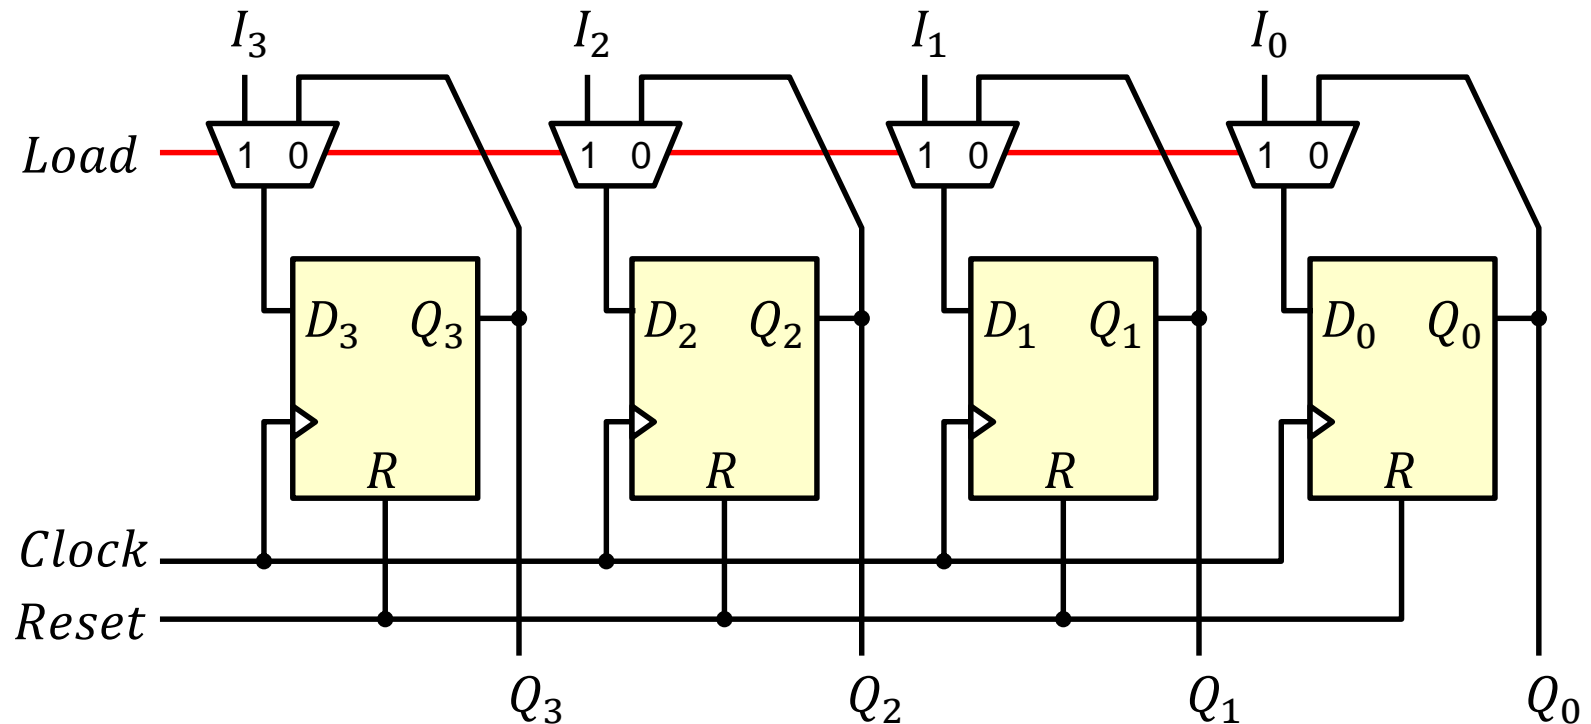 I₃ I₂ I₁ I₀
Load 1 0 1 0 1 0 1 0
D₃ Q₃ D₂ Q₂ D₁ Q₁ D₀ Q₀
R R R R
Clock
Reset
Q₃ Q₂ Q₁ Q₀